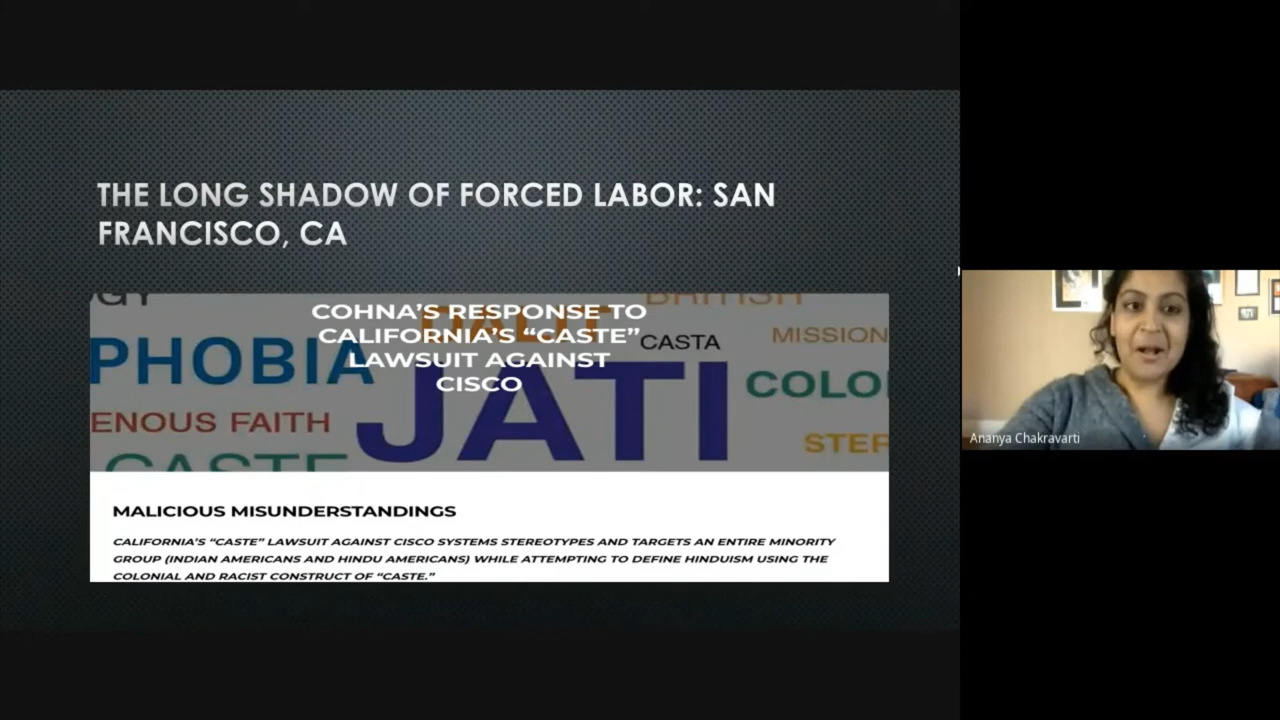 THE LONG SHADOW OF FORCED LABOR: SAN
FRANCISCO, CA
COHNA’S RESPONSE TO
CALIFORNIA’S “CASTE”
LAWSUIT AGAINST
CISCO
BRITISH
DALIT
CASTA
MISSION
PHOBIA
JATI
COLO
ENOUS FAITH
STER
CASTE
MALICIOUS MISUNDERSTANDINGS
CALIFORNIA’S “CASTE” LAWSUIT AGAINST CISCO SYSTEMS STEREOTYPES AND TARGETS AN ENTIRE MINORITY
GROUP (INDIAN AMERICANS AND HINDU AMERICANS) WHILE ATTEMPTING TO DEFINE HINDUISM USING THE
COLONIAL AND RACIST CONSTRUCT OF “CASTE.”
Ananya Chakravarti